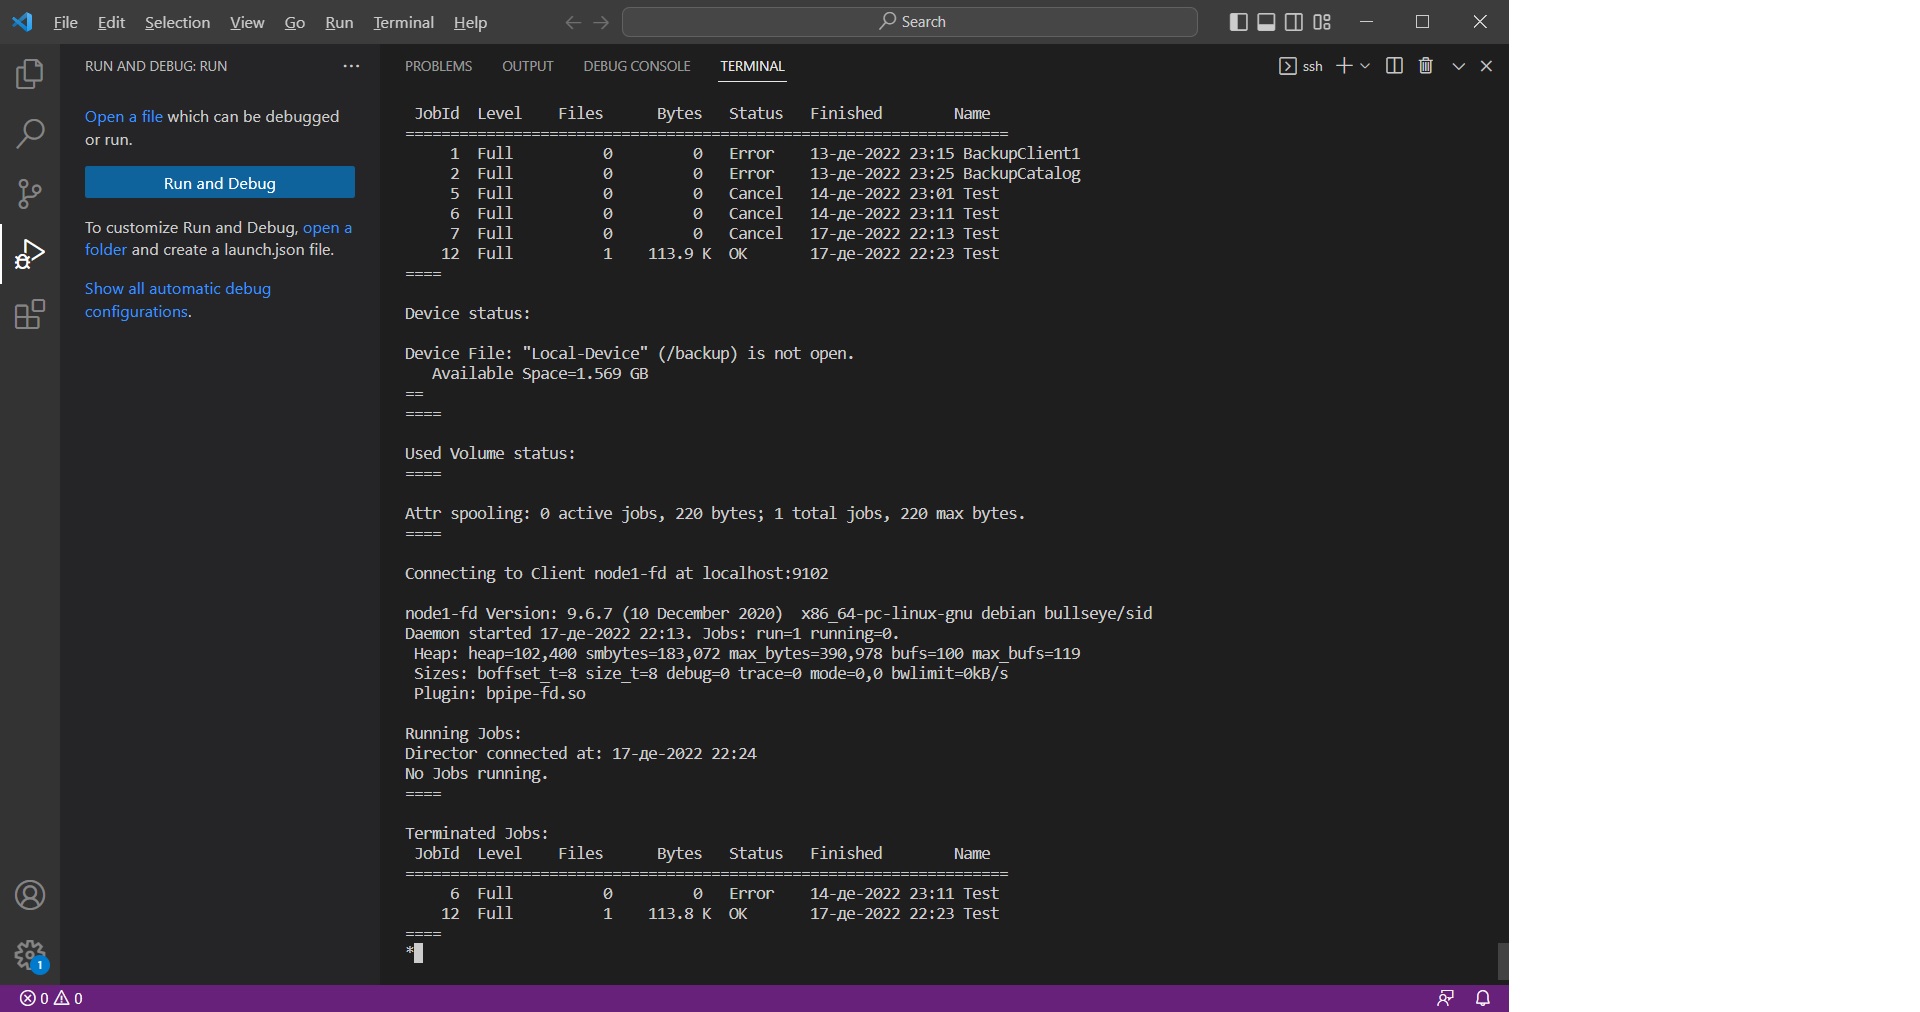 File Edit Selection View Go Run Terminal Help Search
RUN AND DEBUG: RUN ···
Open a file which can be debugged
or run.
Run and Debug
To customize Run and Debug, open a
folder and create a launch.json file.
Show all automatic debug
configurations.
1
PROBLEMS OUTPUT DEBUG CONSOLE TERMINAL ssh
JobId Level Files Bytes Status Finished Name
===================================================================
1 Full 0 0 Error 13-де-2022 23:15 BackupClient1
2 Full 0 0 Error 13-де-2022 23:25 BackupCatalog
5 Full 0 0 Cancel 14-де-2022 23:01 Test
6 Full 0 0 Cancel 14-де-2022 23:11 Test
7 Full 0 0 Cancel 17-де-2022 22:13 Test
12 Full 1 113.9 K OK 17-де-2022 22:23 Test
====
Device status:
Device File: "Local-Device" (/backup) is not open.
Available Space=1.569 GB
==
====
Used Volume status:
====
Attr spooling: 0 active jobs, 220 bytes; 1 total jobs, 220 max bytes.
====
Connecting to Client node1-fd at localhost:9102
node1-fd Version: 9.6.7 (10 December 2020) x86_64-pc-linux-gnu debian bullseye/sid
Daemon started 17-де-2022 22:13. Jobs: run=1 running=0.
Heap: heap=102,400 smbytes=183,072 max_bytes=390,978 bufs=100 max_bufs=119
Sizes: boffset_t=8 size_t=8 debug=0 trace=0 mode=0,0 bwlimit=0kB/s
Plugin: bpipe-fd.so
Running Jobs:
Director connected at: 17-де-2022 22:24
No Jobs running.
====
Terminated Jobs:
JobId Level Files Bytes Status Finished Name
===================================================================
6 Full 0 0 Error 14-де-2022 23:11 Test
12 Full 1 113.8 K OK 17-де-2022 22:23 Test
====
*
0 0